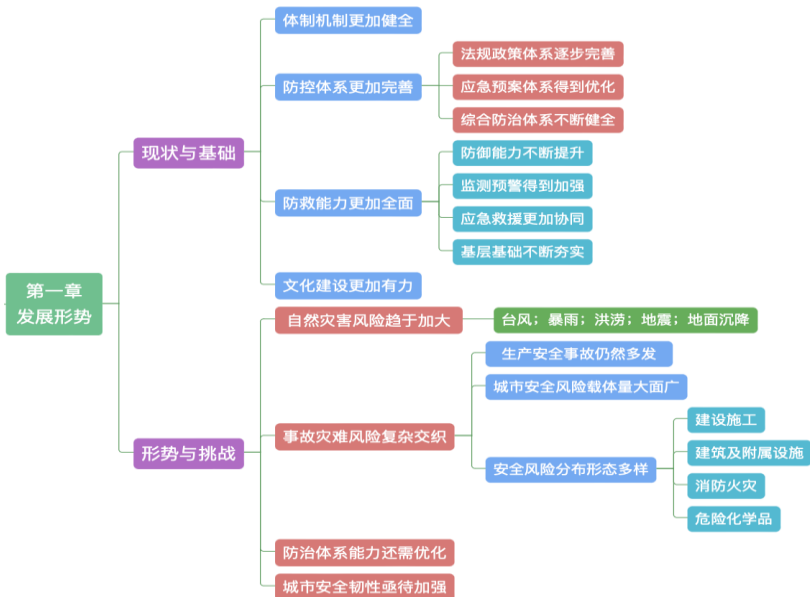 第一章
发展形势
现状与基础
体制机制更加健全
防控体系更加完善
法规政策体系逐步完善
应急预案体系得到优化
综合防治体系不断健全
防救能力更加全面
防御能力不断提升
监测预警得到加强
应急救援更加协同
基层基础不断夯实
文化建设更加有力
形势与挑战
自然灾害风险趋于加大
台风；暴雨；洪涝；地震；地面沉降
事故灾难风险复杂交织
生产安全事故仍然多发
城市安全风险载体量大面广
安全风险分布形态多样
建设施工
建筑及附属设施
消防火灾
危险化学品
防治体系能力还需优化
城市安全韧性亟待加强